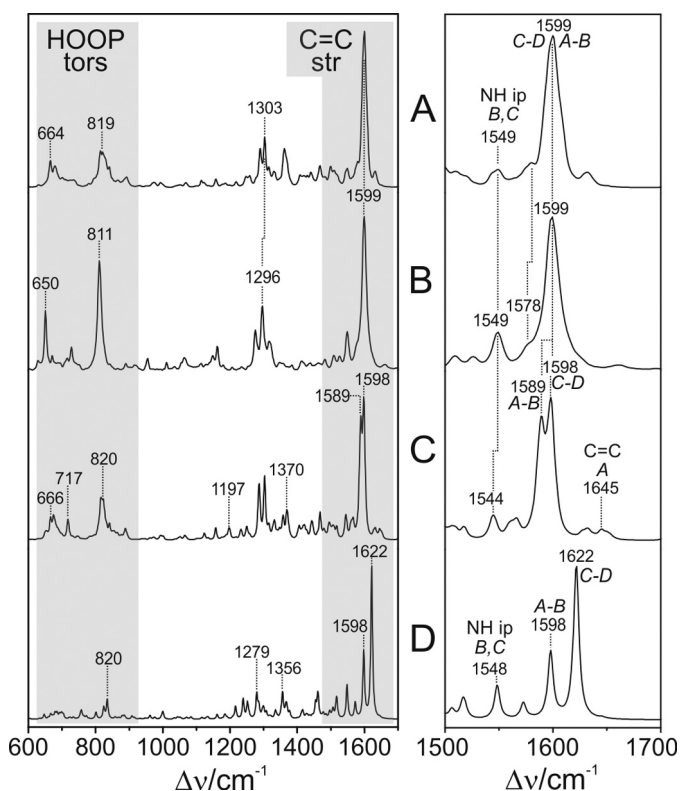 HOOP
tors
C=C
str
664
819
1303
A
C-D
1599
A-B
NH ip
B,C
1549
650
811
1296
1599
B
1549
1578
1599
666
717
820
1197
1370
1589
1598
C
1544
1589
A-B
1598
C-D
C=C
A
1645
820
1279
1356
1598
1622
D
NH ip
B,C
1548
A-B
1598
1622
C-D
600 800 1000 1200 1400 1600
1500 1600 1700
Δν/cm-1
Δν/cm-1